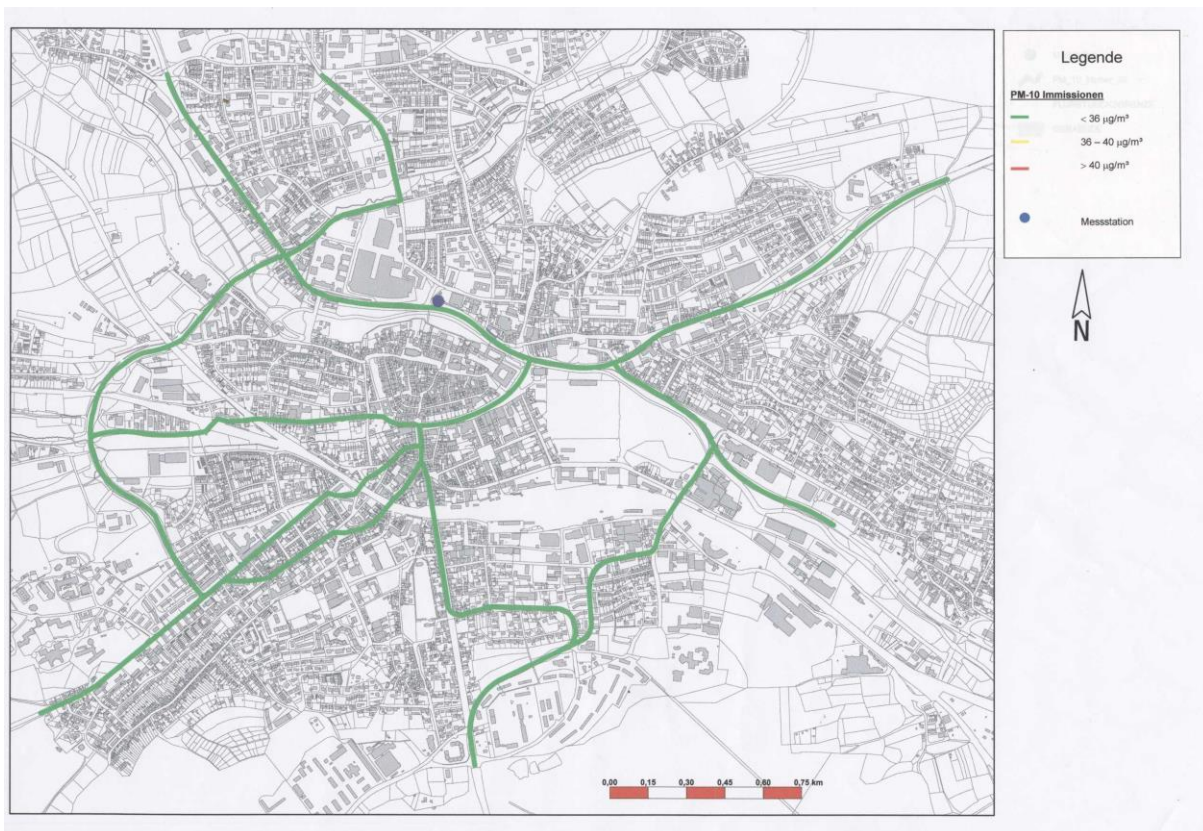 Legende
PM-10 Immissionen
< 36 µg/m³
36 – 40 µg/m³
> 40 µg/m³
Messstation
N
0,00 0,15 0,30 0,45 0,60 0,75 km